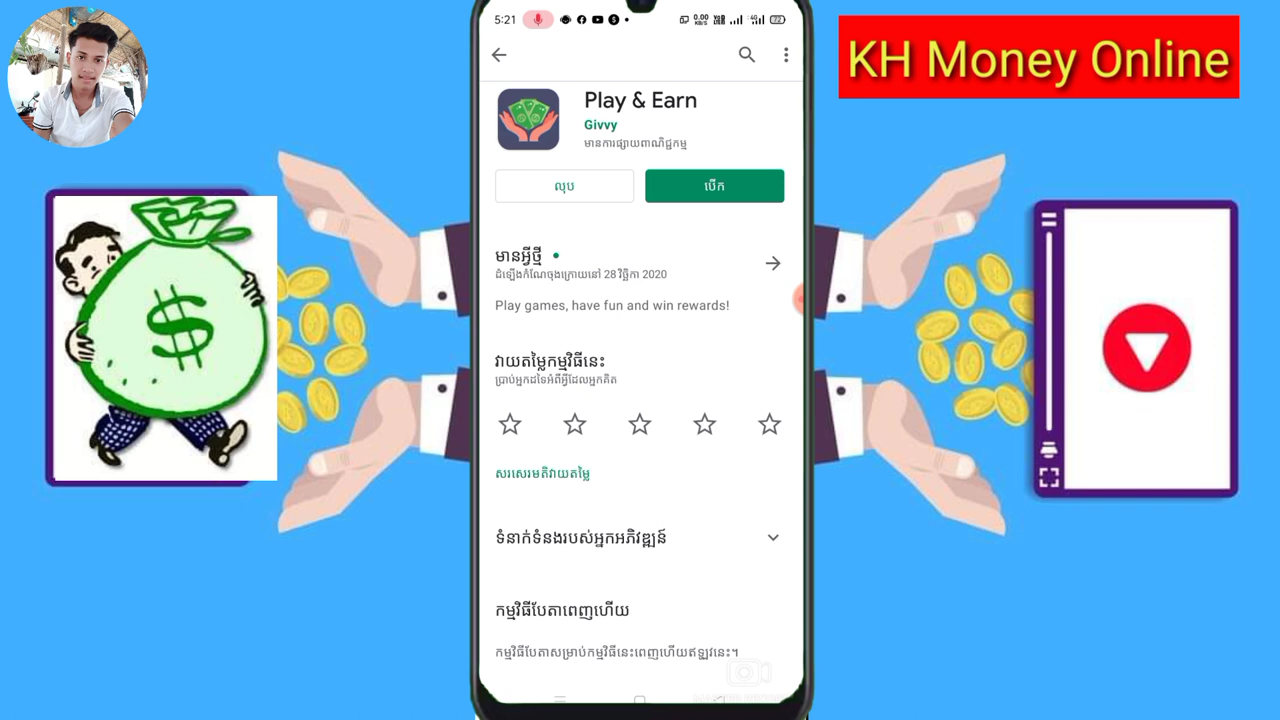 5:21
0.00
KB/S
4G
72
KH Money Online
Play & Earn
Givvy
មានការផ្សាយពាណិជ្ជកម្ម
លុប
បើក
មានអ្វីថ្មី
ដំឡើងកំណែចុងក្រោយនៅ 28 វិច្ឆិកា 2020
Play games, have fun and win rewards!
វាយតម្លៃកម្មវិធីនេះ
ប្រាប់អ្នកដទៃអំពីអ្វីដែលអ្នកគិត
សរសេរមតិវាយតម្លៃ
ទំនាក់ទំនងរបស់អ្នកអភិវឌ្ឍន៍
កម្មវិធីបែតាពេញហើយ
កម្មវិធីបែតាសម្រាប់កម្មវិធីនេះពេញហើយឥឡូវនេះ។